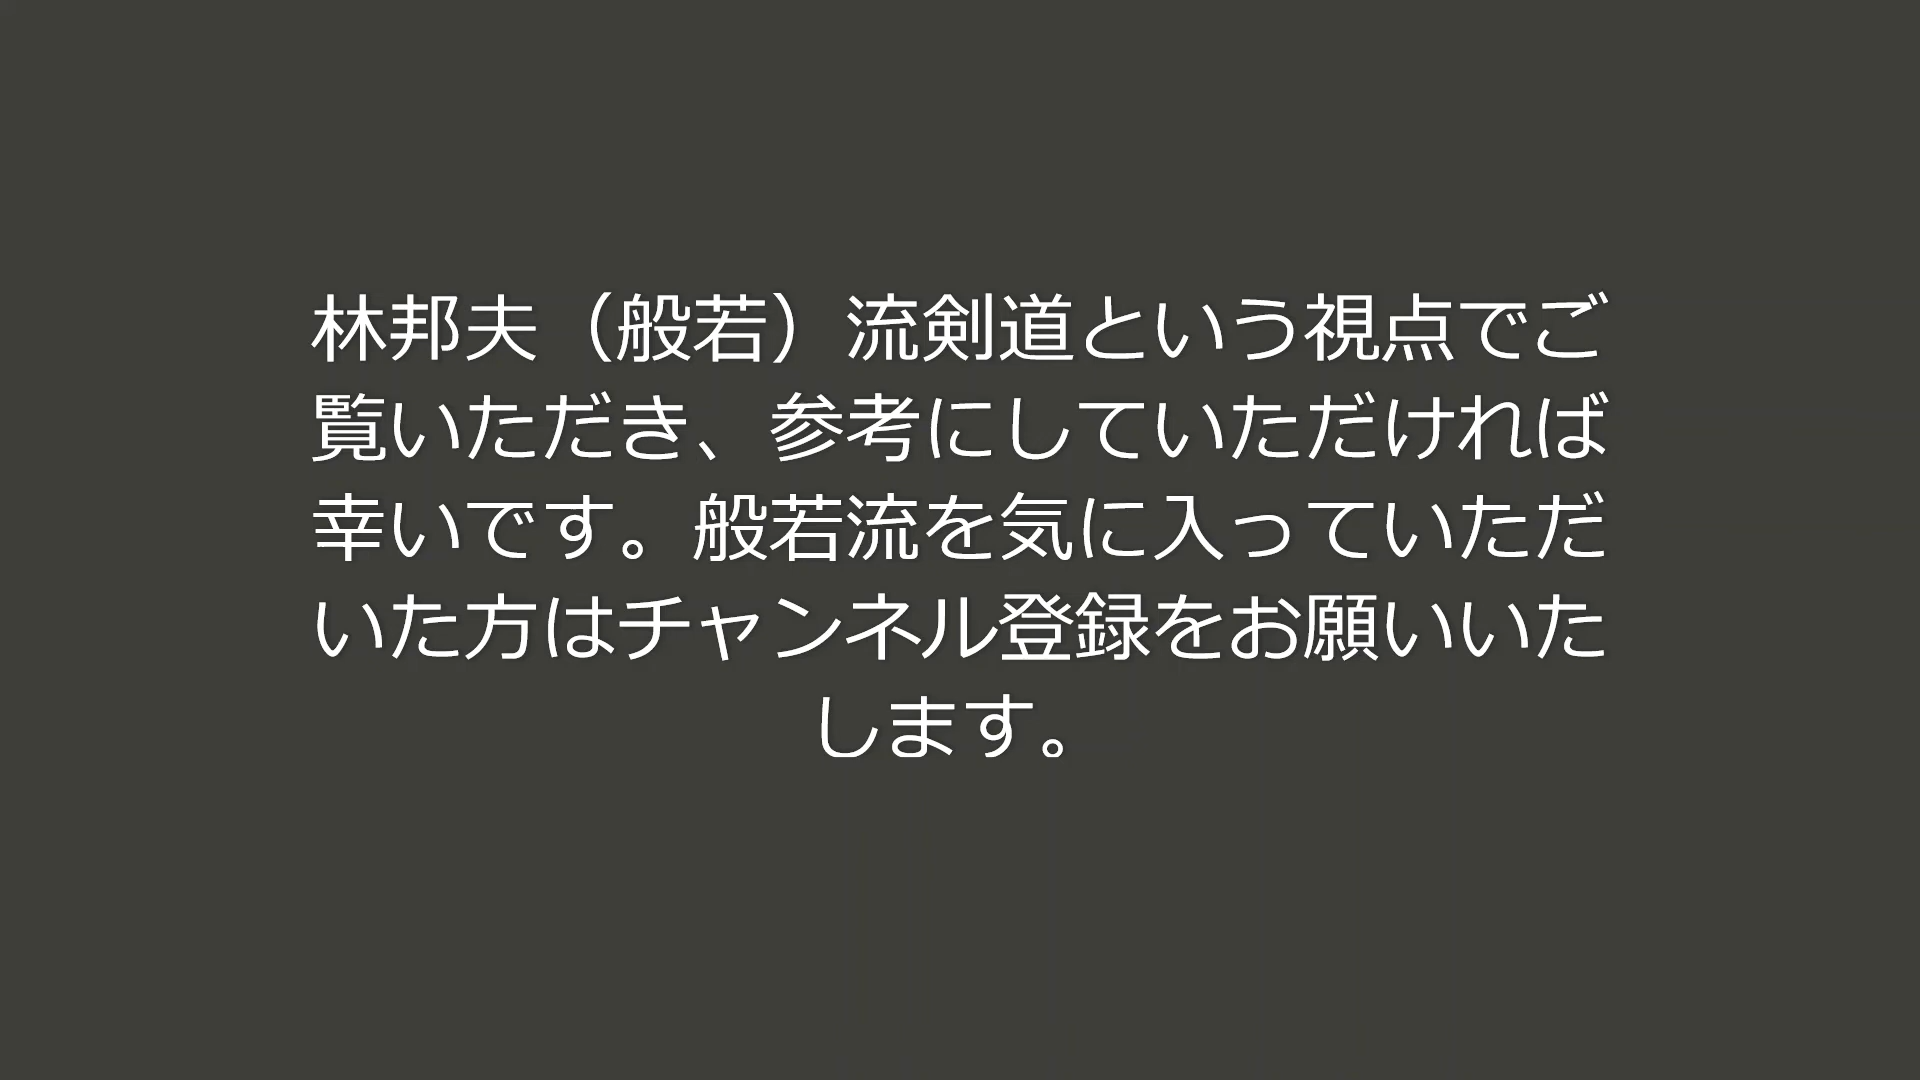 林邦夫（般若）流剣道という視点でご
覧いただき、参考にしていただければ
幸いです。般若流を気に入っていただ
いた方はチャンネル登録をお願いいた
します。